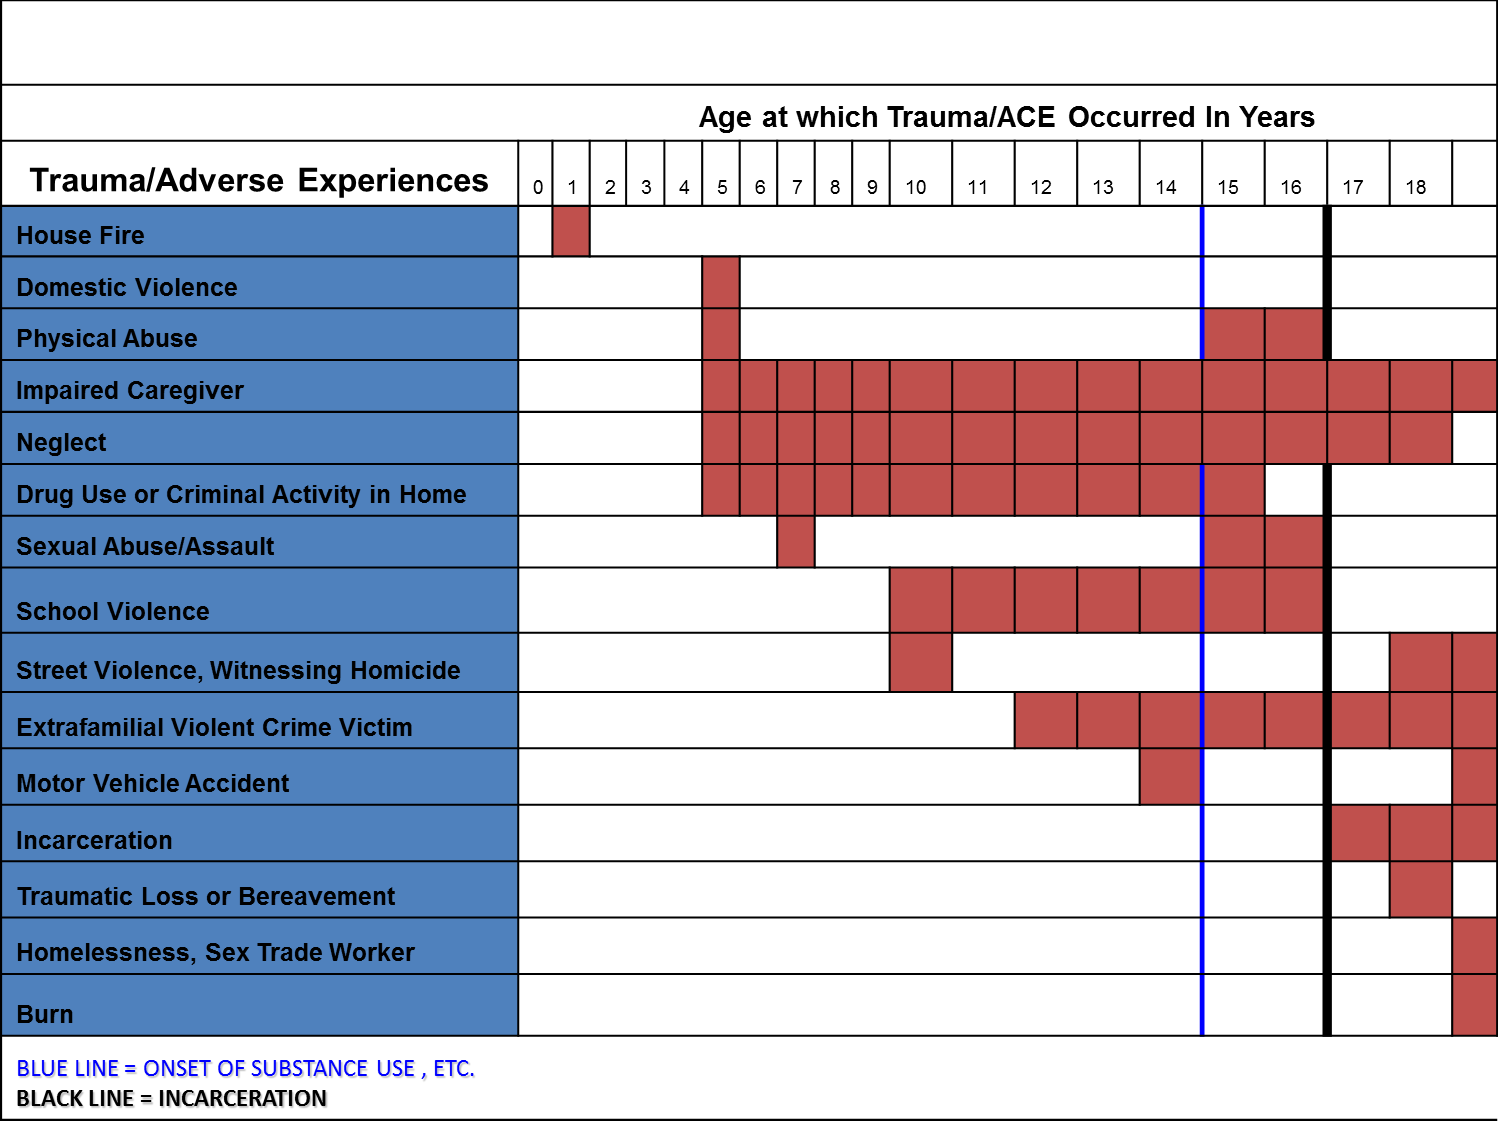 Age at which Trauma/ACE Occurred In Years
Trauma/Adverse Experiences 0 1 2 3 4 5 6 7 8 9 10 11 12 13 14 15 16 17 18
House Fire
Domestic Violence
Physical Abuse
Impaired Caregiver
Neglect
Drug Use or Criminal Activity in Home
Sexual Abuse/Assault
School Violence
Street Violence, Witnessing Homicide
Extrafamilial Violent Crime Victim
Motor Vehicle Accident
Incarceration
Traumatic Loss or Bereavement
Homelessness, Sex Trade Worker
Burn
BLUE LINE = ONSET OF SUBSTANCE USE , ETC.
BLACK LINE = INCARCERATION